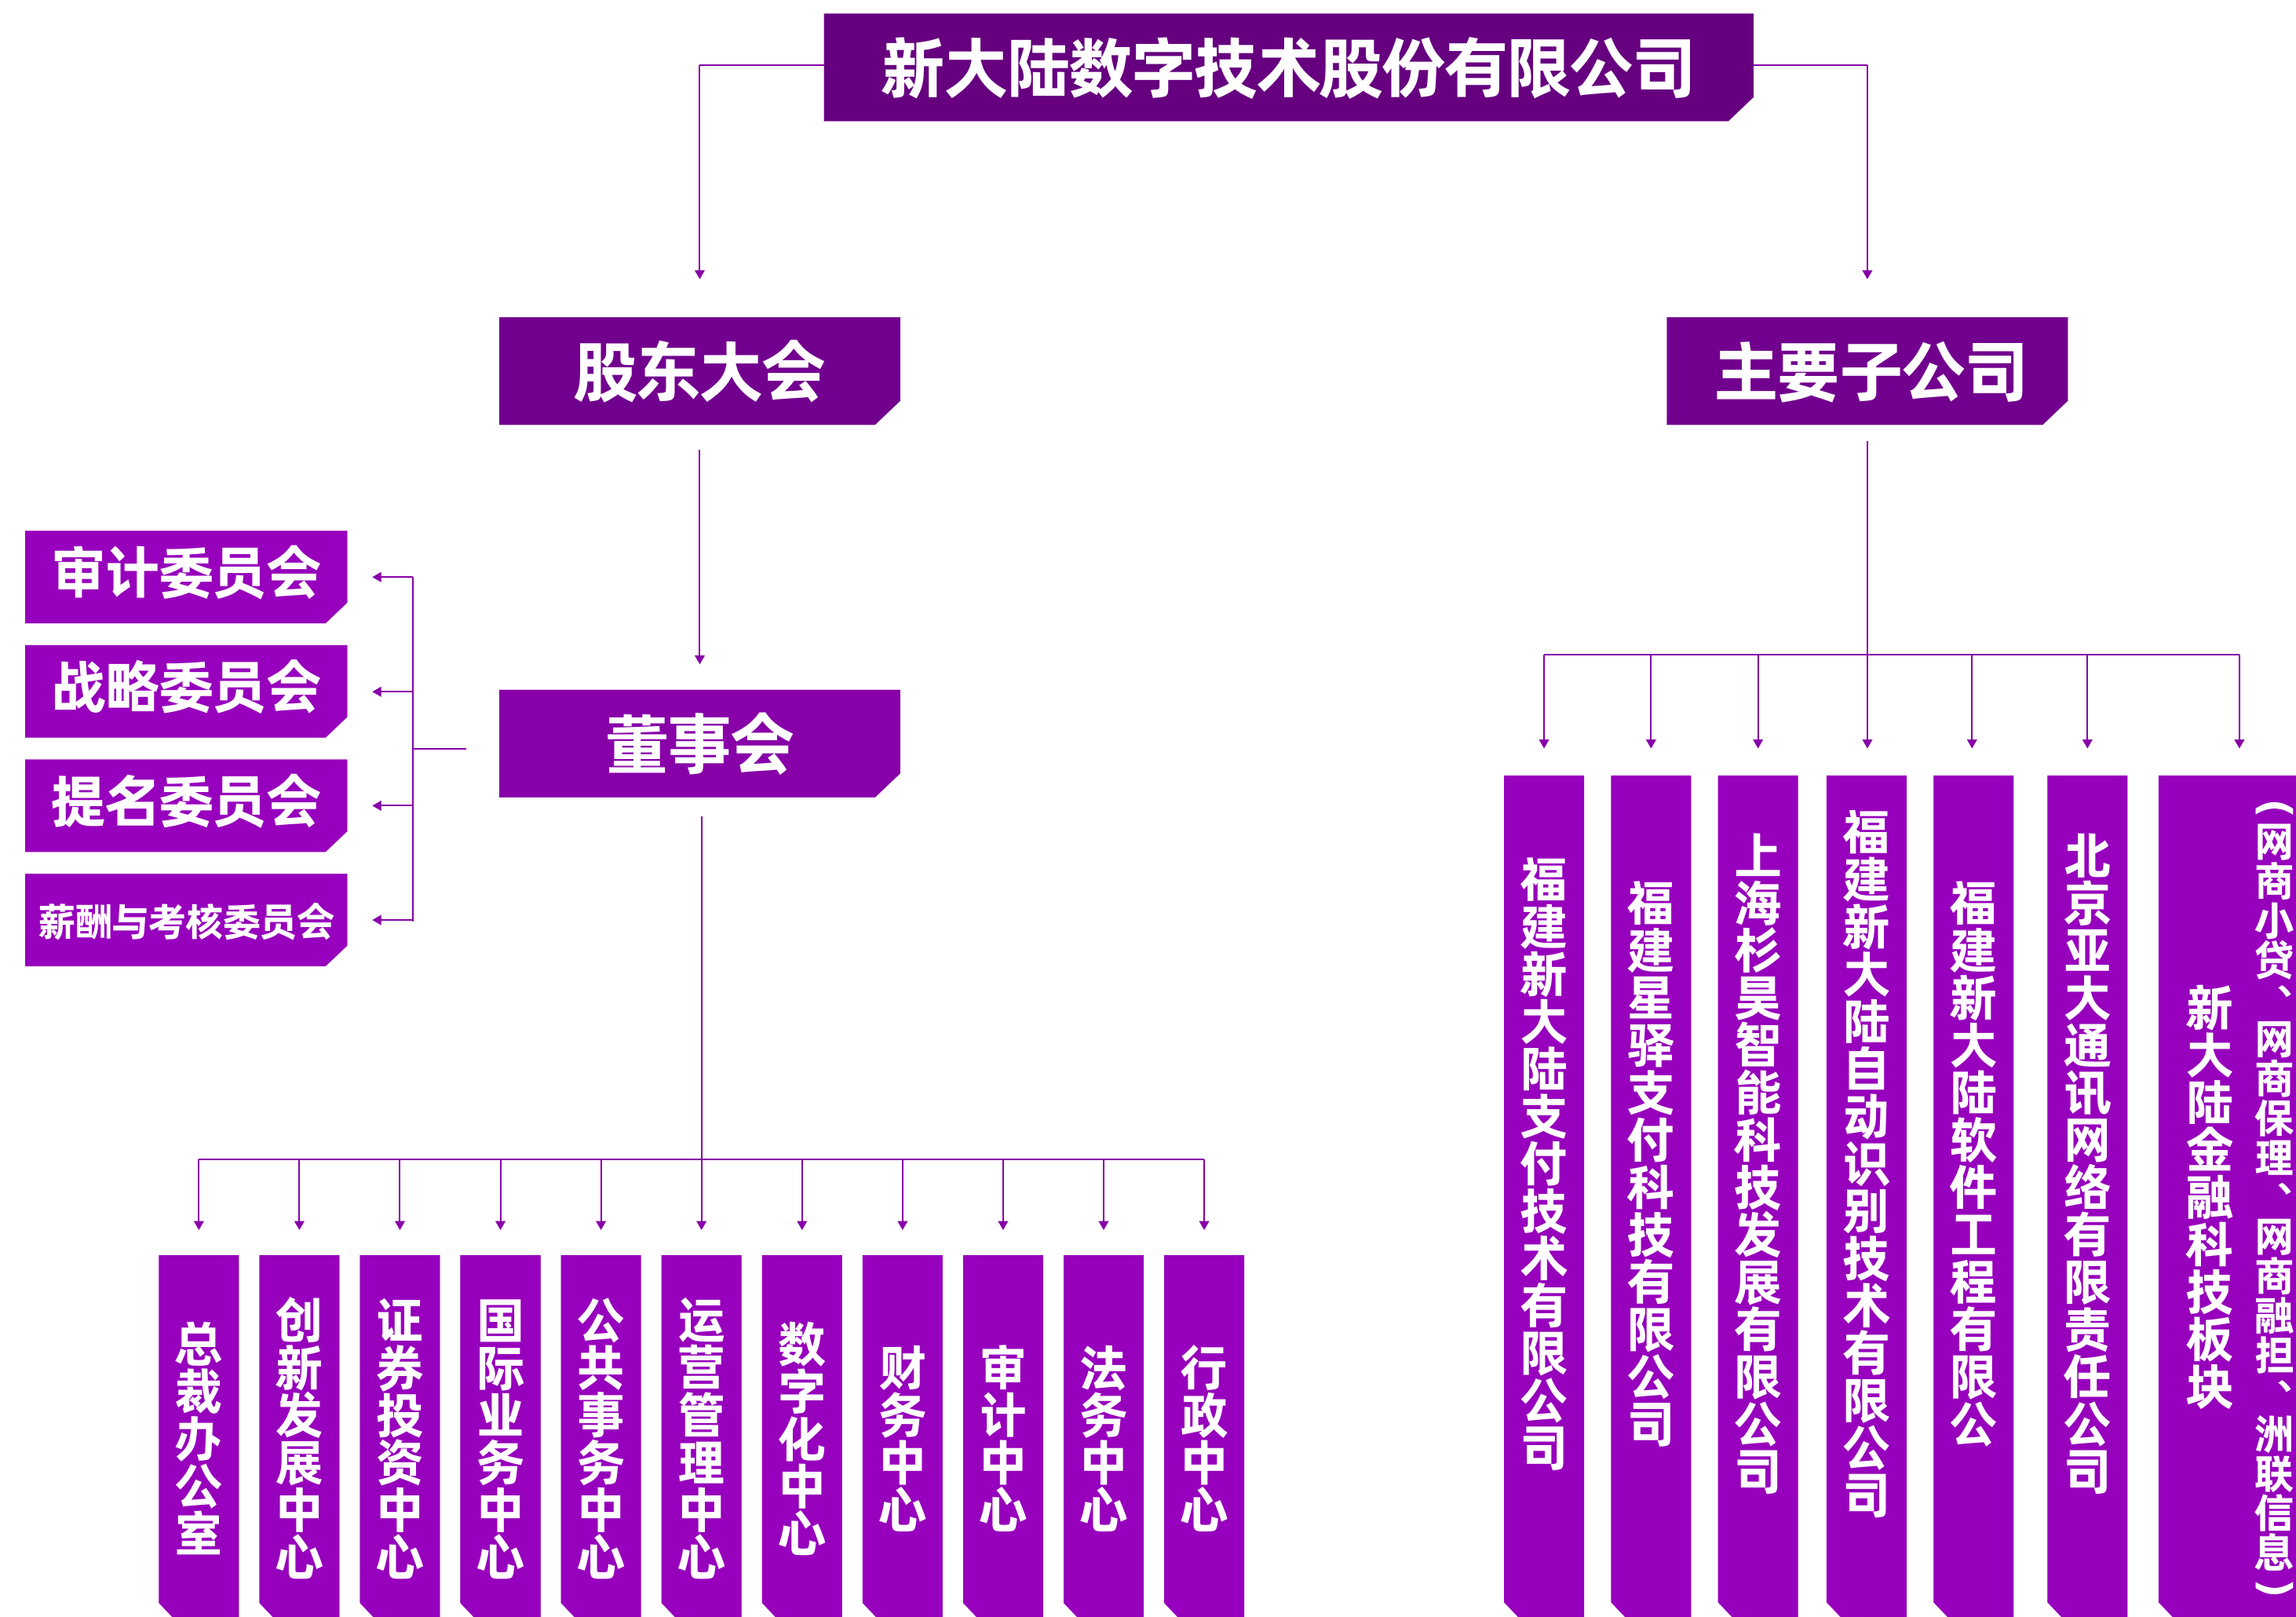 新大陆数字技术股份有限公司
股东大会
主要子公司
审计委员会
战略委员会
提名委员会
薪酬与考核委员会
董事会
总裁办公室
创新发展中心
证券投资中心
国际业务中心
公共事务中心
运营管理中心
数字化中心
财务中心
审计中心
法务中心
行政中心
福建新大陆支付技术有限公司
福建星驿支付科技有限公司
上海杉昊智能科技发展有限公司
福建新大陆自动识别技术有限公司
福建新大陆软件工程有限公
北京亚大通讯网络有限责任公司
新大陆金融科技板块
（网商小贷、网商保理、网商融担、洲联信息）